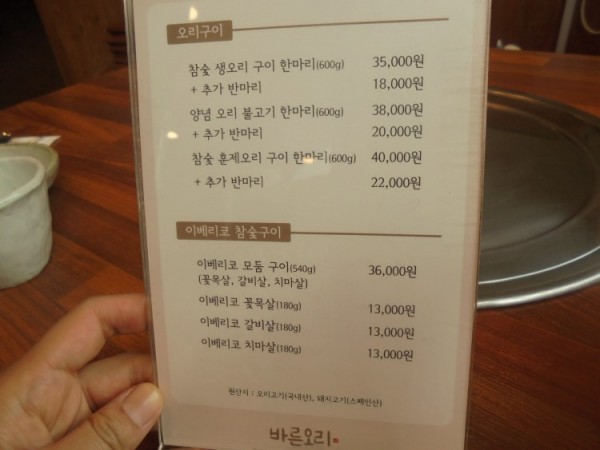 오리구이
참숯 생오리 구이 한마리(600g) 35,000원
+ 추가 반마리 18,000원
양념 오리 불고기 한마리(600g) 38,000원
+ 추가 반마리 20,000원
참숯 훈제오리 구이 한마리(600g) 40,000원
+ 추가 반마리 22,000원
이베리코 참숯구이
이베리코 모둠 구이(540g) 36,000원
(꽃목살, 갈비살, 치마살)
이베리코 꽃목살(180g) 13,000원
이베리코 갈비살(180g) 13,000원
이베리코 치마살(180g) 13,000원
원산지 : 오리고기(국내산), 돼지고기(스페인산)
바른오리